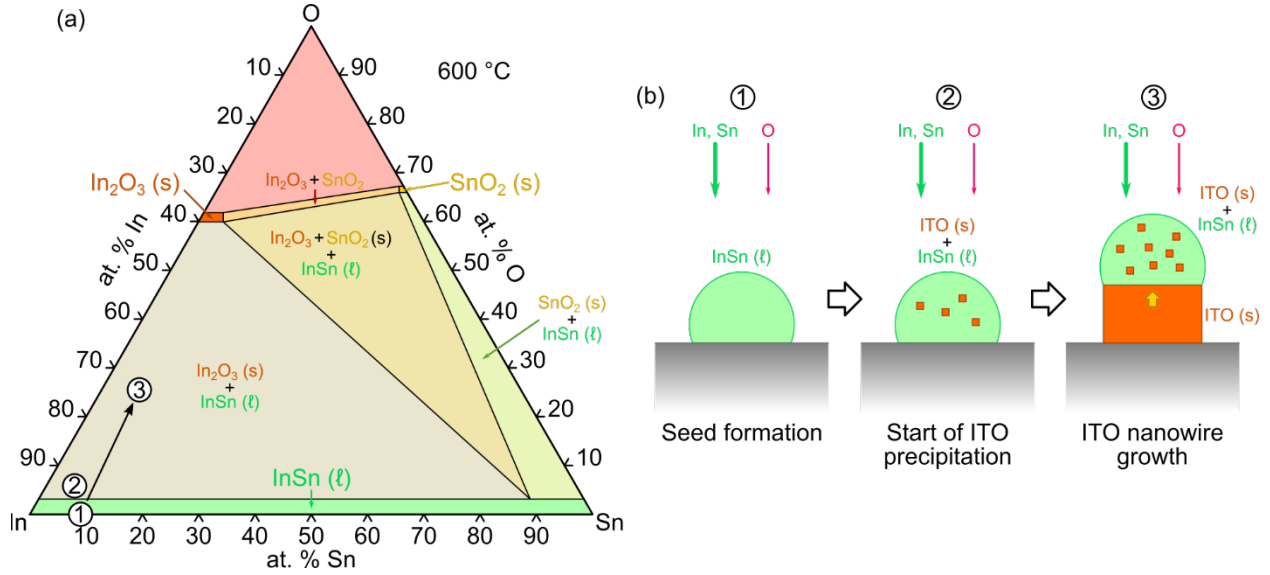 (a)
O
600 °C
10
20
30
40
50
60
70
80
90
at. % In
90
80
70
60
50
40
30
20
10
at. % O
In₂O₃ (s)
In₂O₃ + SnO₂
SnO₂ (s)
In₂O₃ + SnO₂ (s)
+
InSn (ℓ)
SnO₂ (s)
+
InSn (ℓ)
In₂O₃ (s)
+
InSn (ℓ)
③
②
①
InSn (ℓ)
In
Sn
10 20 30 40 50 60 70 80 90
at. % Sn
(b)
① ② ③
In, Sn O
In, Sn O
In, Sn O
InSn (ℓ)
ITO (s)
+
InSn (ℓ)
ITO (s)
+
InSn (ℓ)
ITO (s)
Seed formation
Start of ITO
precipitation
ITO nanowire
growth